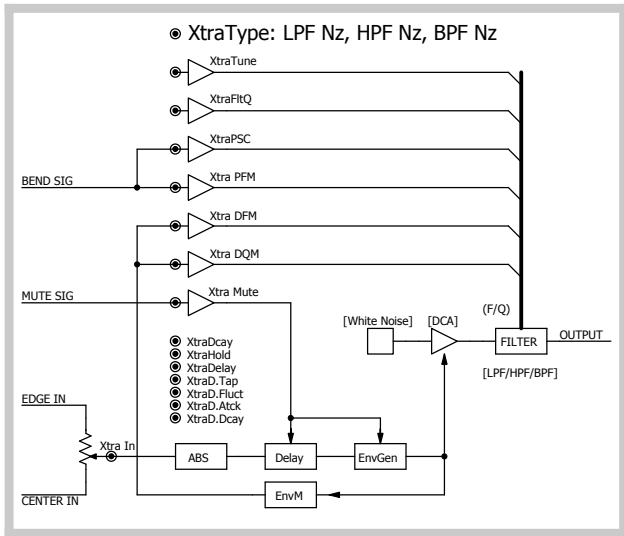 XtraType: LPF Nz, HPF Nz, BPF Nz
XtraTune
XtraFltQ
XtraPSC
BEND SIG
Xtra PFM
Xtra DFM
Xtra DQM
MUTE SIG
Xtra Mute
(F/Q)
[White Noise]
[DCA]
FILTER
OUTPUT
[LPF/HPF/BPF]
XtraDcay
XtraHold
XtraDelay
XtraD.Tap
XtraD.Fluct
XtraD.Atck
XtraD.Dcay
EDGE IN
Xtra In
ABS
Delay
EnvGen
EnvM
CENTER IN